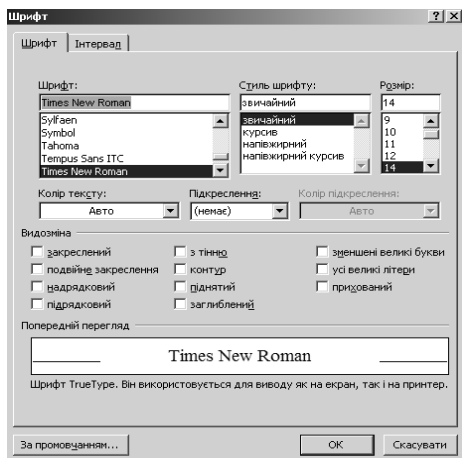 Шрифт
Шрифт Інтервал
Шрифт: Стиль шрифту: Розмір:
Times New Roman звичайний 14
Sylfaen звичайний 9
Symbol курсив 10
Tahoma напівжирний 11
Tempus Sans ITC напівжирний курсив 12
Times New Roman 14
Колір тексту: Підкреслення: Колір підкреслення:
Авто (немає) Авто
Видозміна
закреслений з тінню зменшені великі букви
подвійне закреслення контур усі великі літери
надрядковий піднятий прихований
підрядковий заглиблений
Попередній перегляд
Times New Roman
Шрифт TrueType. Він використовується для виводу як на екран, так і на принтер.
За промовчанням... ОК Скасувати